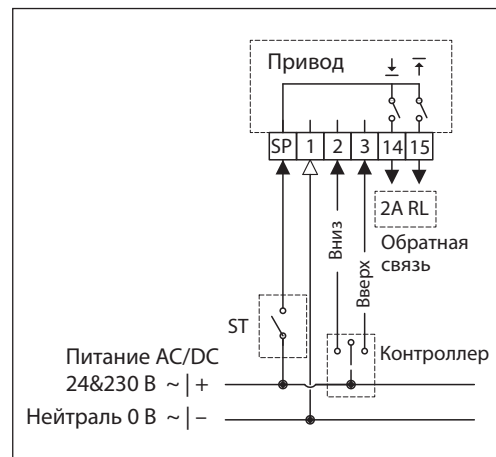 Привод
SP 1 2 3 14 15
2A RL
Обратная
связь
Вниз
Вверх
ST
Контроллер
Питание AC/DC
24&230 В ~ | +
Нейтраль 0 В ~ | –